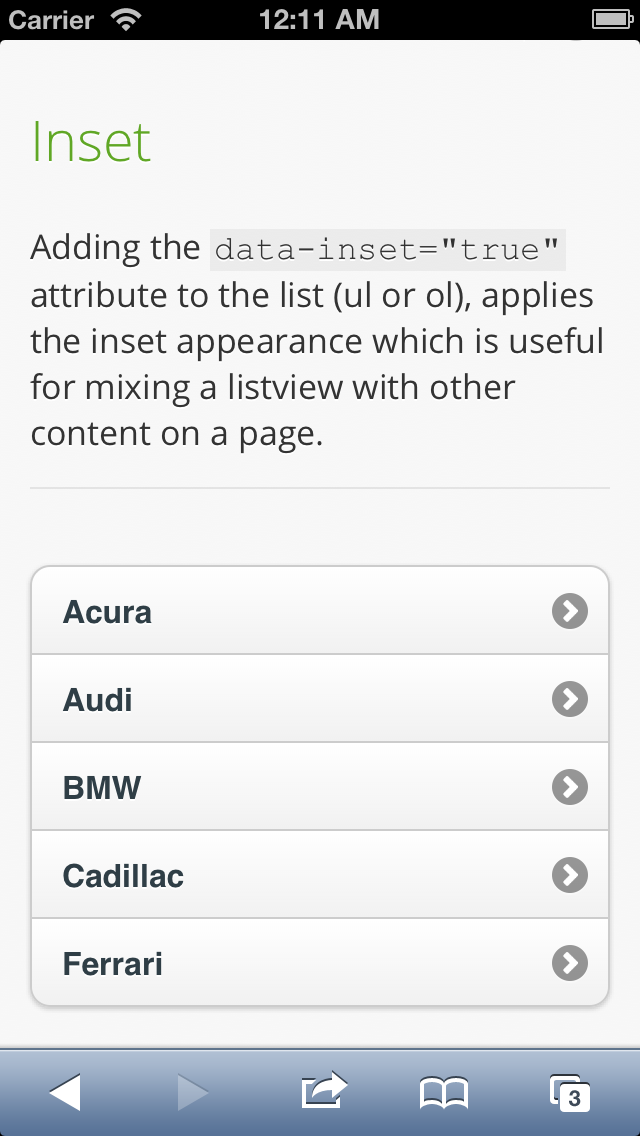 Carrier 12:11 AM
Inset
Adding the data-inset="true"
attribute to the list (ul or ol), applies
the inset appearance which is useful
for mixing a listview with other
content on a page.
Acura
Audi
BMW
Cadillac
Ferrari
3